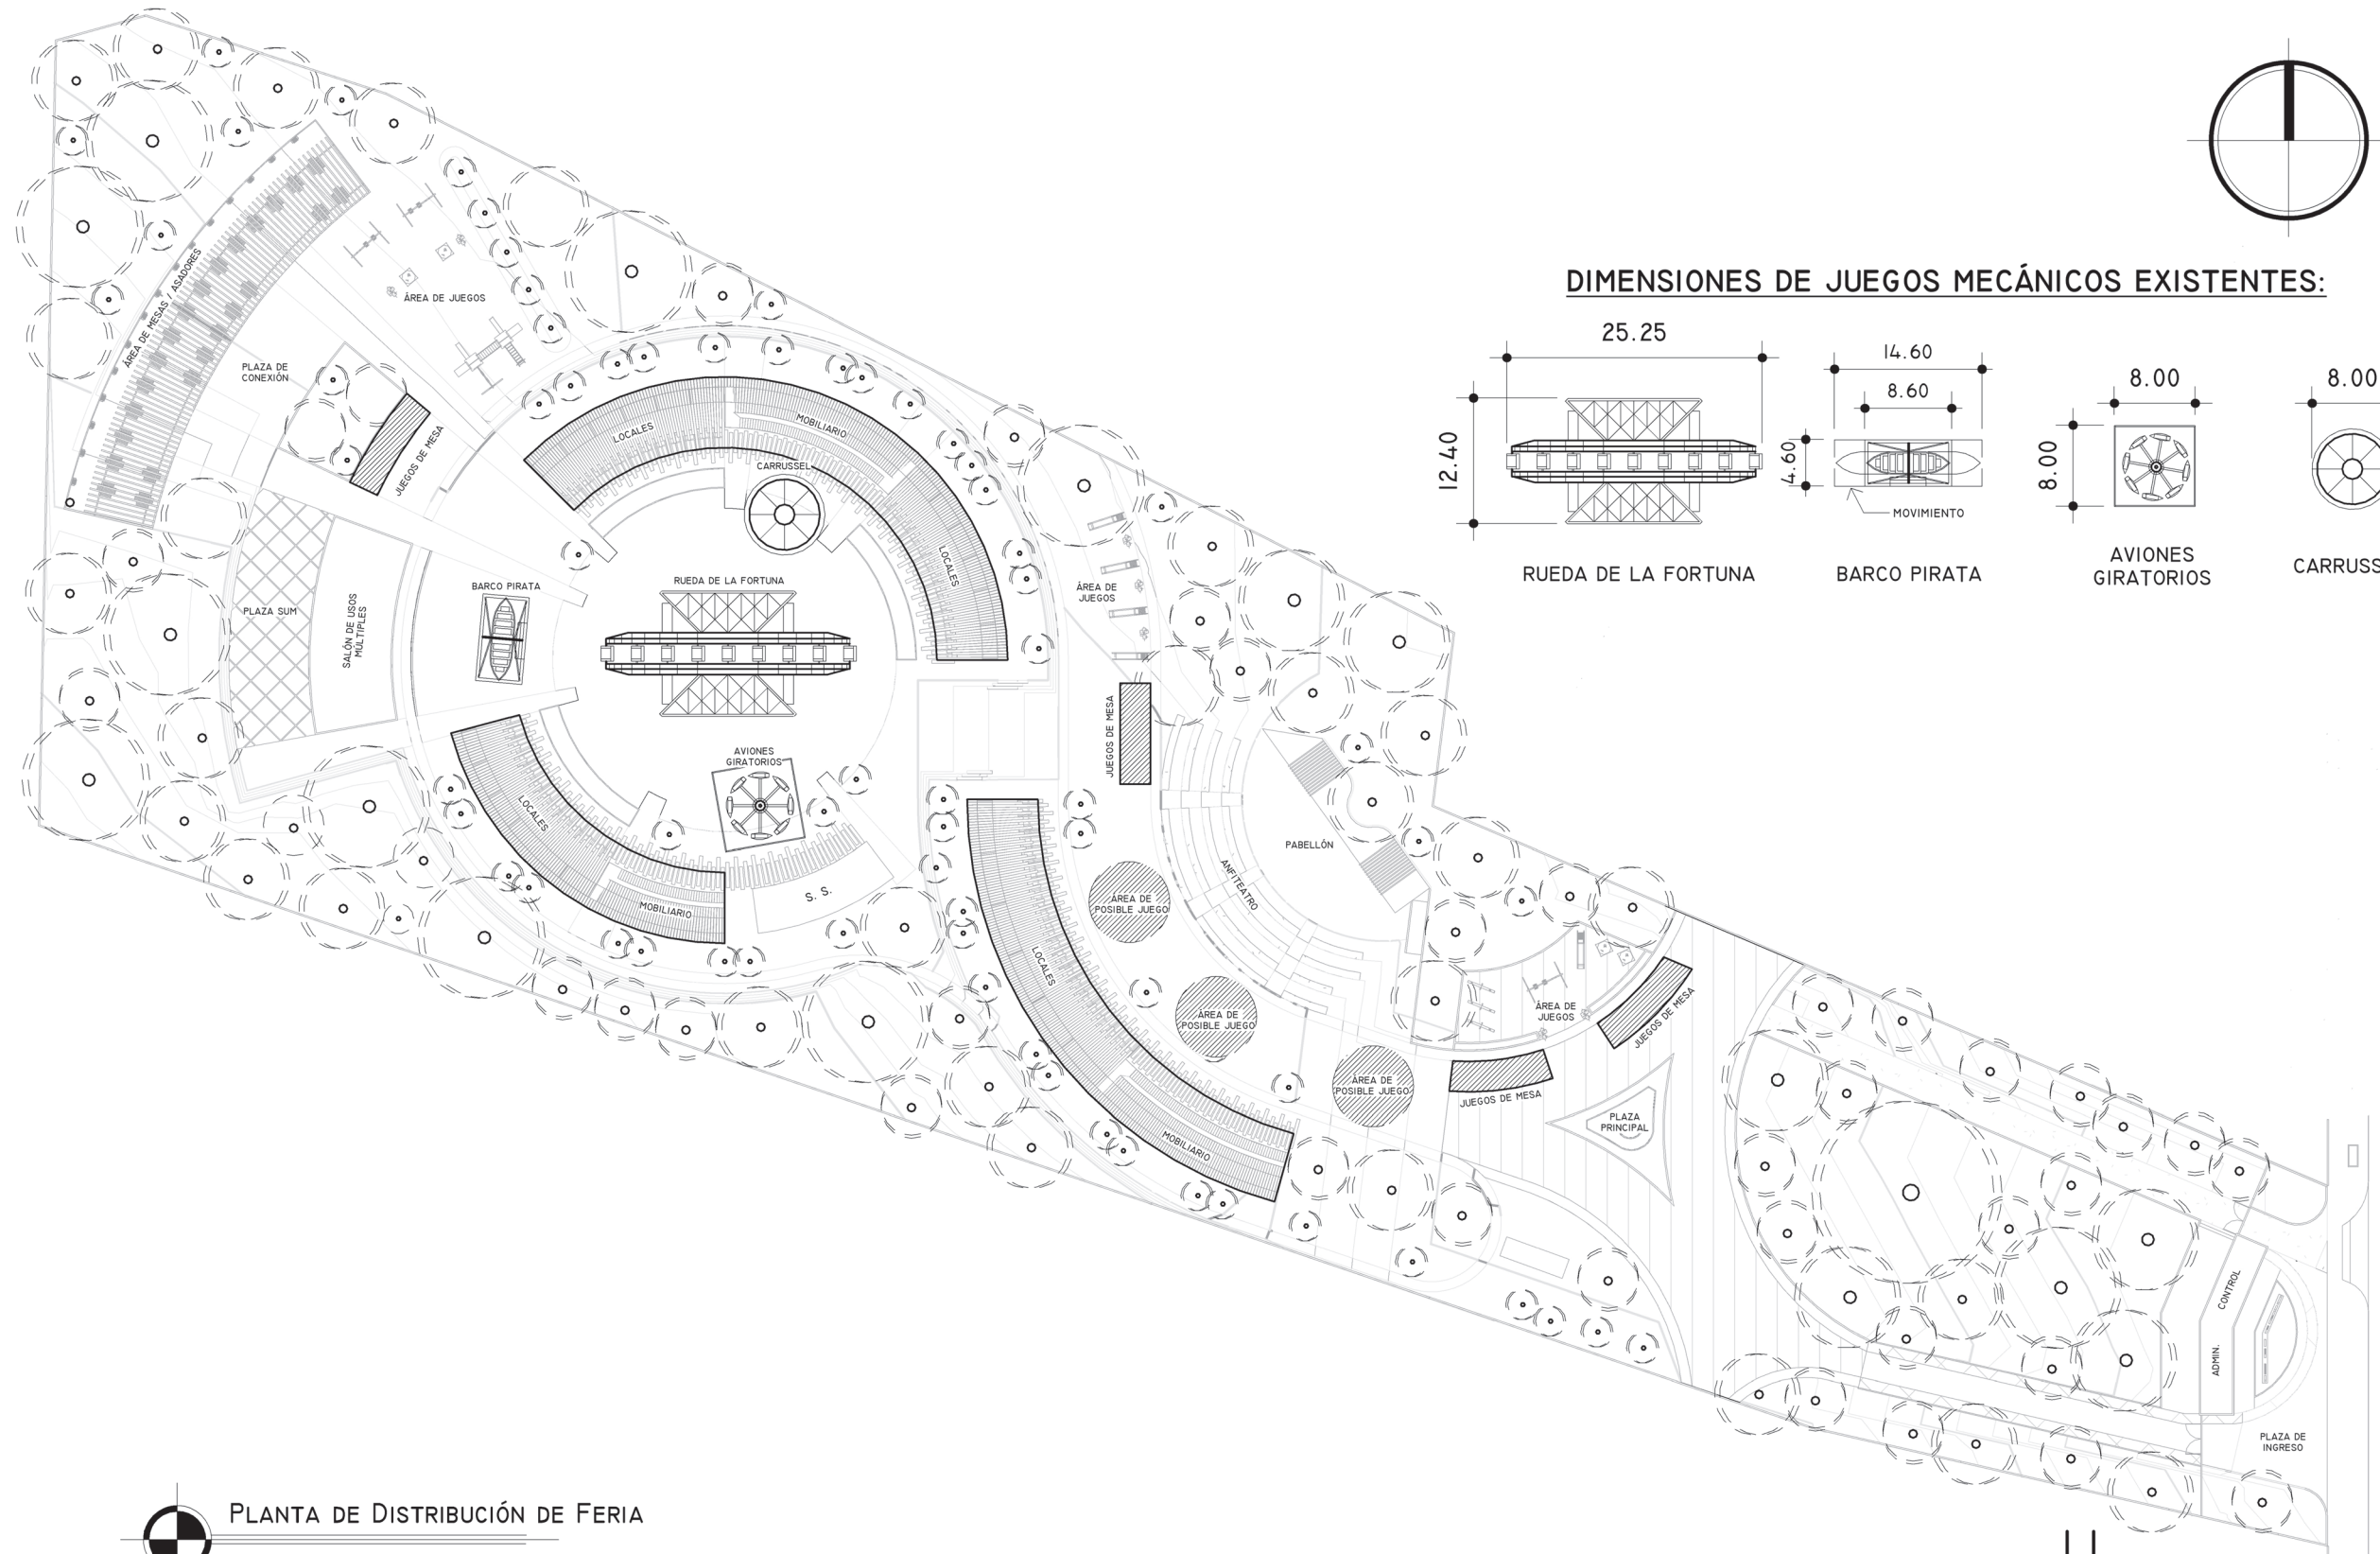 DIMENSIONES DE JUEGOS MECÁNICOS EXISTENTES:
25.25
12.40
RUEDA DE LA FORTUNA
14.60
8.60
4.60
MOVIMIENTO
BARCO PIRATA
8.00
8.00
AVIONES
GIRATORIOS
8.00
ÁREA DE MESAS / ASADORES
ÁREA DE JUEGOS
PLAZA DE
CONEXIÓN
JUEGOS DE MESA
LOCALES
MOBILIARIO
CARRUSSEL
LOCALES
PLAZA SUM
SALÓN DE USOS
MÚLTIPLES
BARCO PIRATA
RUEDA DE LA FORTUNA
AVIONES
GIRATORIOS
LOCALES
MOBILIARIO
S. S.
ÁREA DE
JUEGOS
JUEGOS DE MESA
PABELLÓN
ANFITEATRO
ÁREA DE
POSIBLE JUEGO
LOCALES
ÁREA DE
POSIBLE JUEGO
ÁREA DE
POSIBLE JUEGO
MOBILIARIO
ÁREA DE
JUEGOS
JUEGOS DE MESA
JUEGOS DE MESA
PLAZA
PRINCIPAL
CONTROL
ADMIN.
PLAZA DE
INGRESO
PLANTA DE DISTRIBUCIÓN DE FERIA